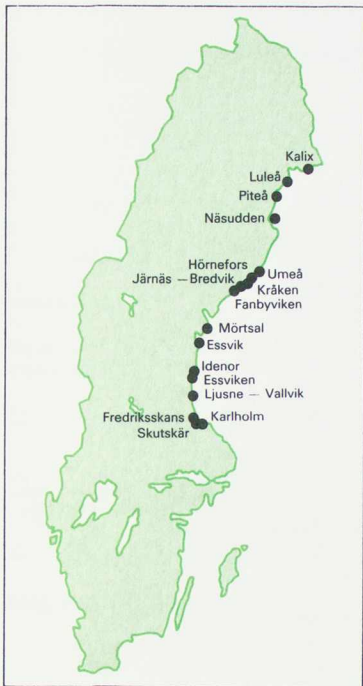 Kalix
Luleå
Piteå
Näsudden
Hörnefors
Umeå
Järnäs — Bredvik
Kråken
Fanbyviken
Mörtsal
Essvik
Idenor
Essviken
Ljusne — Vallvik
Fredriksskans
Karlholm
Skutskär